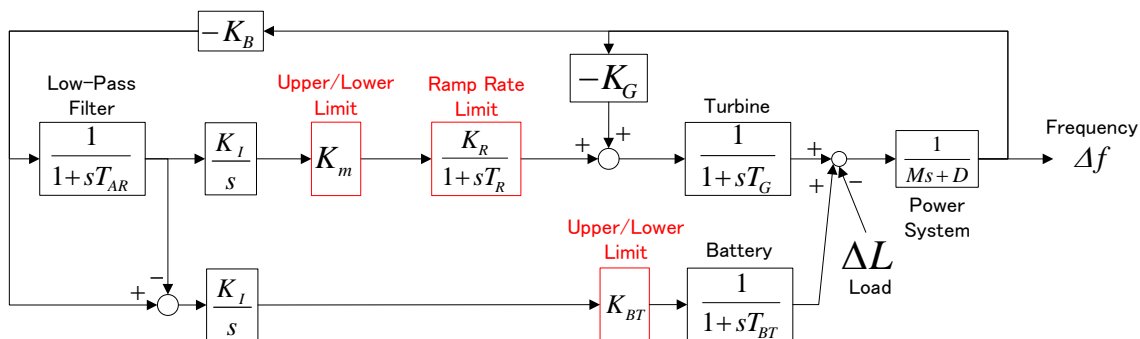 −K_B
Low-Pass
Filter
1
1+sT_AR
K_I
s
Upper/Lower
Limit
K_m
Ramp Rate
Limit
K_R
1+sT_R
−K_G
+
+
Turbine
1
1+sT_G
+
+
−
1
Ms+D
Power
System
Frequency
Δf
−
+
K_I
s
Upper/Lower
Limit
K_BT
Battery
1
1+sT_BT
ΔL
Load